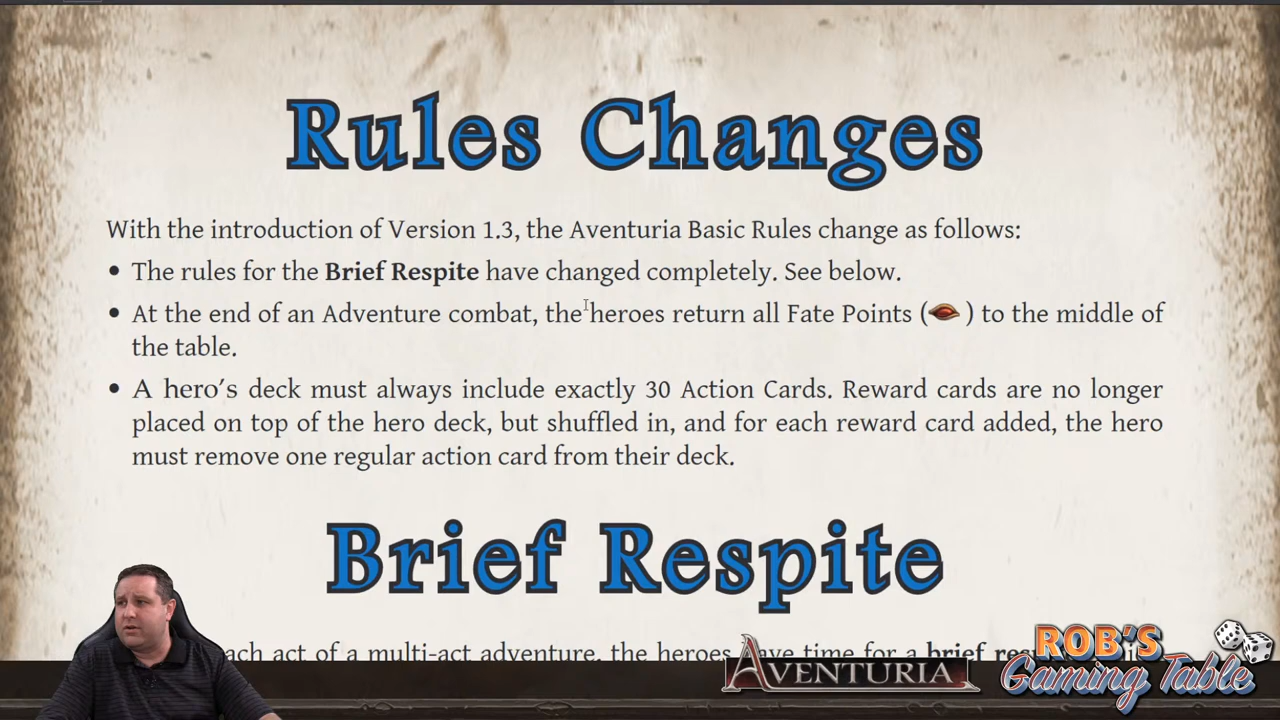 Rules Changes
With the introduction of Version 1.3, the Aventuria Basic Rules change as follows:
• The rules for the Brief Respite have changed completely. See below.
• At the end of an Adventure combat, the heroes return all Fate Points ( ) to the middle of
the table.
• A hero's deck must always include exactly 30 Action Cards. Reward cards are no longer
placed on top of the hero deck, but shuffled in, and for each reward card added, the hero
must remove one regular action card from their deck.
Brief Respite
act of a multi-act adventure, the heroes have time for a brief
AVENTURIA
ROB'S
Gaming Table